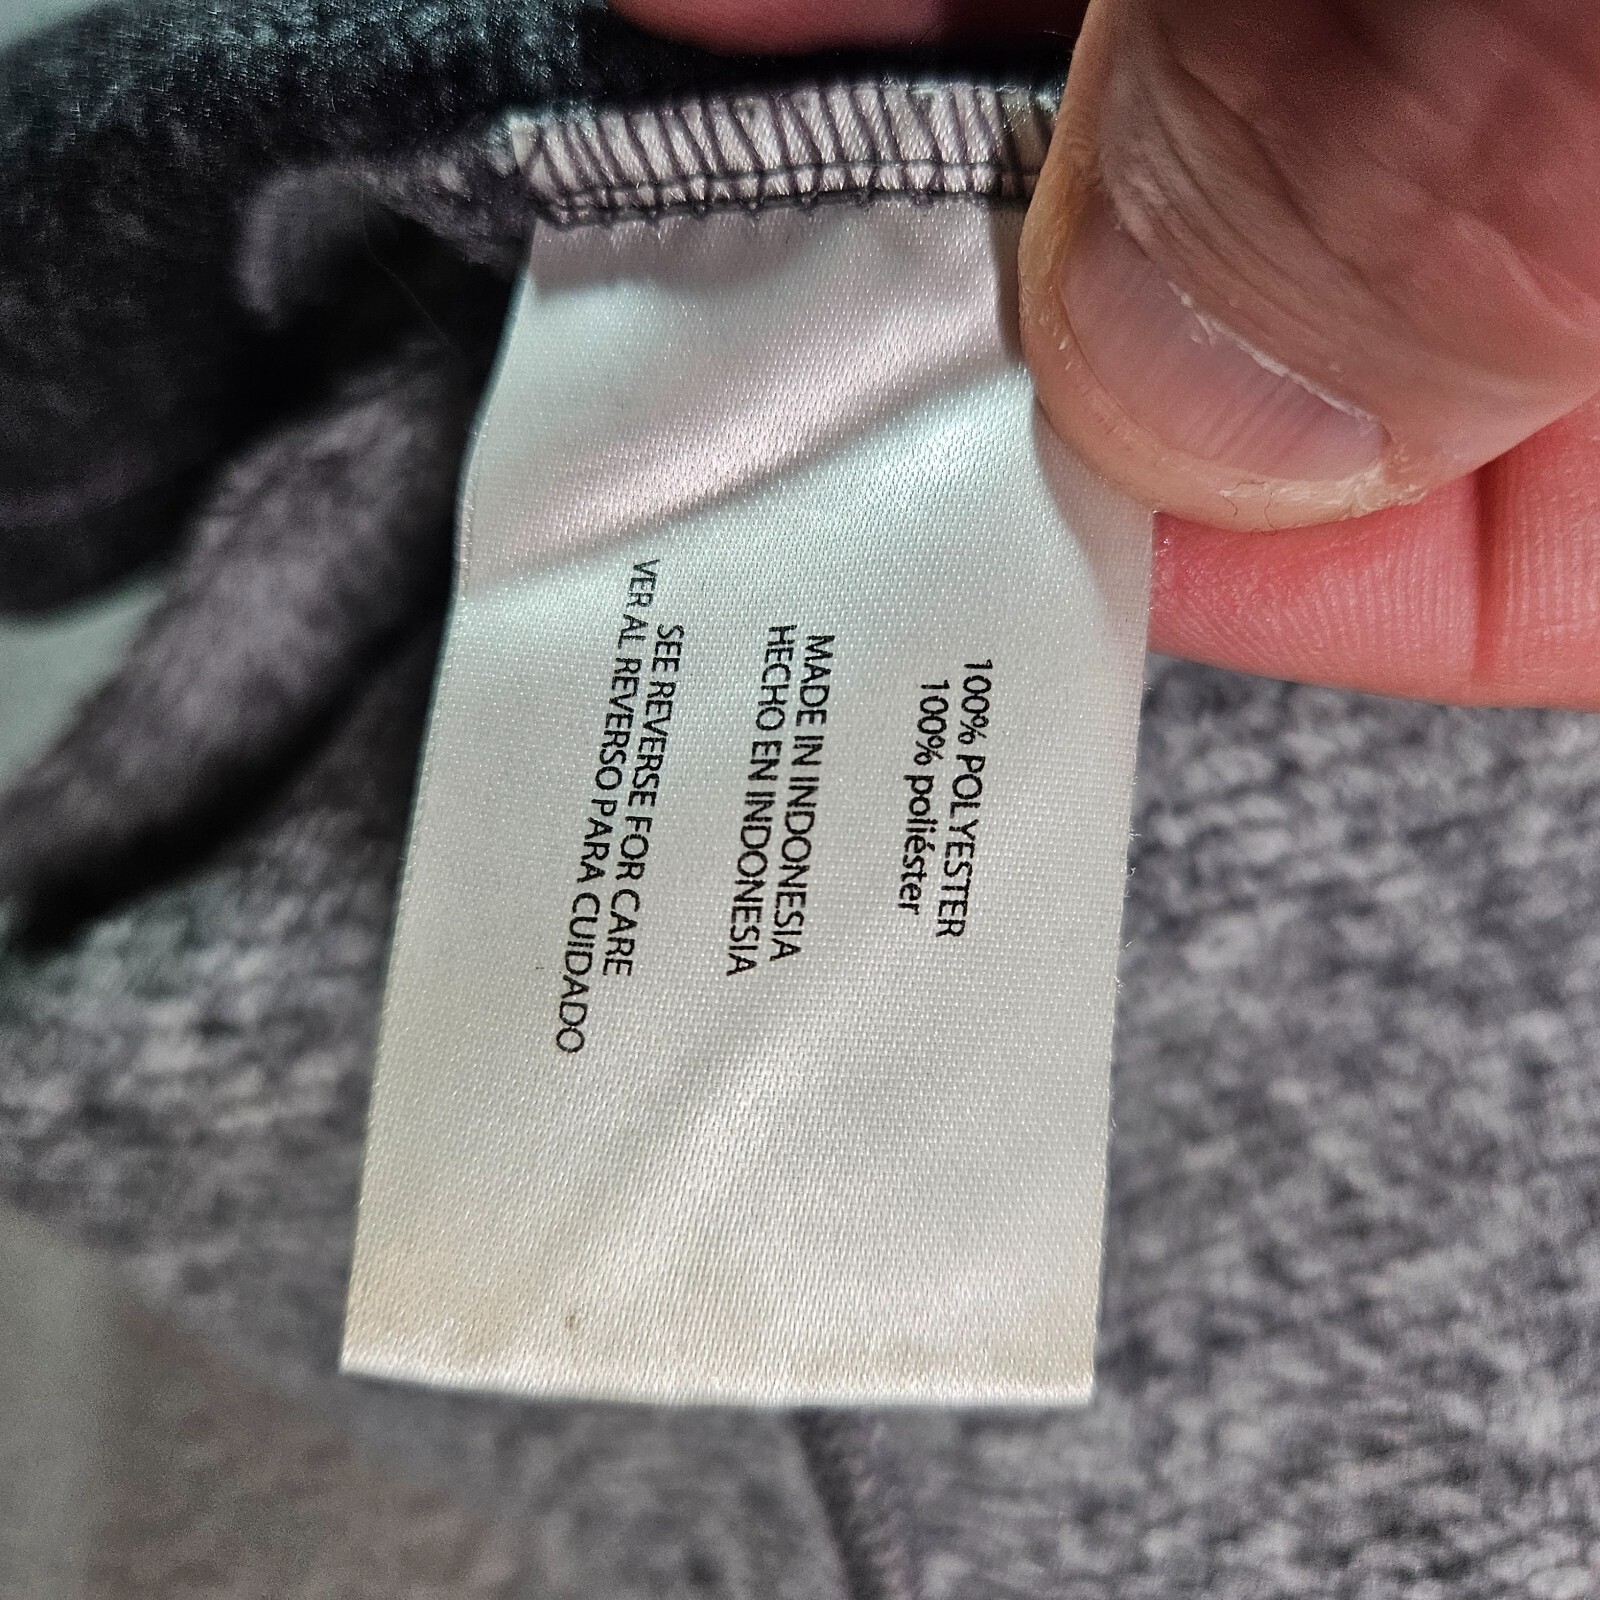 100% POLYESTER
100% poliéster
MADE IN INDONESIA
HECHO EN INDONESIA
SEE REVERSE FOR CARE
VER AL REVERSO PARA CUIDADO